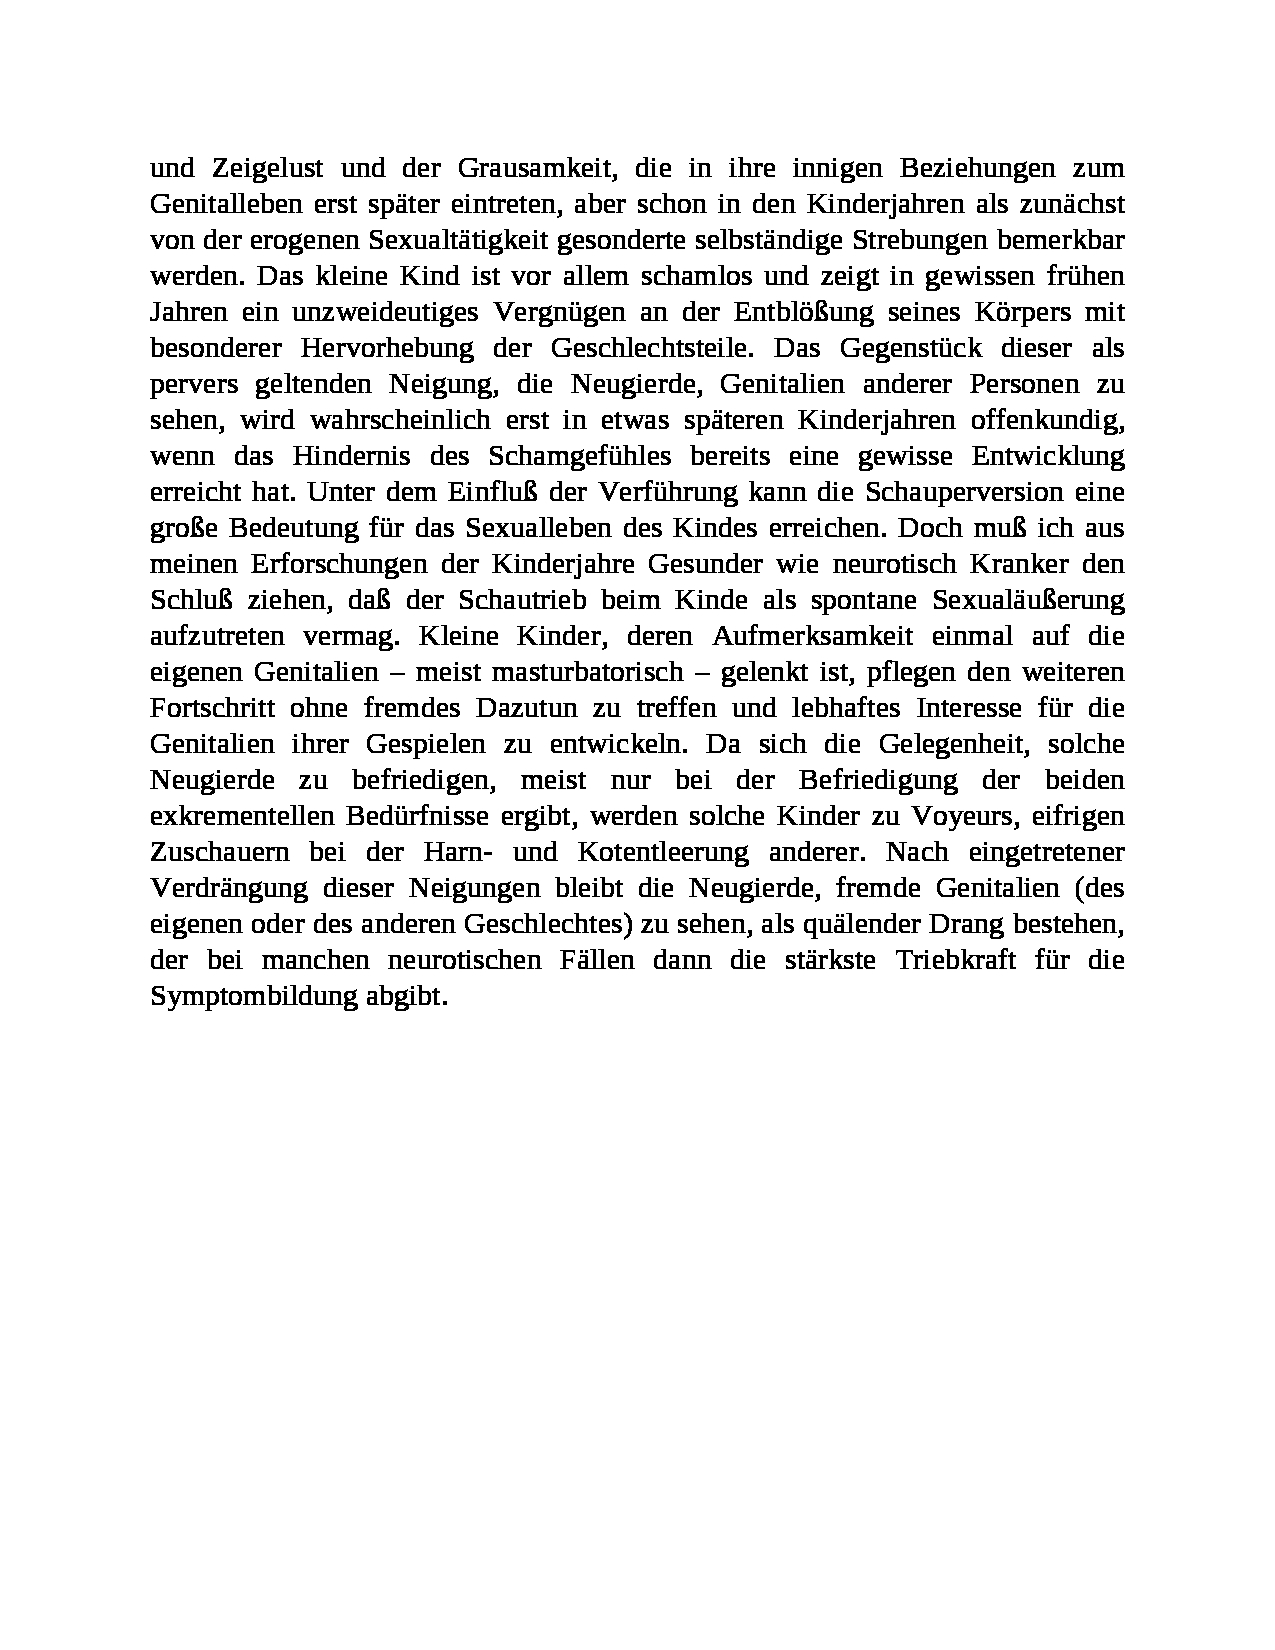 und Zeigelust und der Grausamkeit, die in ihre innigen Beziehungen zum
Genitalleben erst später eintreten, aber schon in den Kinderjahren als zunächst
von der erogenen Sexualtätigkeit gesonderte selbständige Strebungen bemerkbar
werden. Das kleine Kind ist vor allem schamlos und zeigt in gewissen frühen
Jahren ein unzweideutiges Vergnügen an der Entblößung seines Körpers mit
besonderer Hervorhebung der Geschlechtsteile. Das Gegenstück dieser als
pervers geltenden Neigung, die Neugierde, Genitalien anderer Personen zu
sehen, wird wahrscheinlich erst in etwas späteren Kinderjahren offenkundig,
wenn das Hindernis des Schamgefühles bereits eine gewisse Entwicklung
erreicht hat. Unter dem Einfluß der Verführung kann die Schauperversion eine
große Bedeutung für das Sexualleben des Kindes erreichen. Doch muß ich aus
meinen Erforschungen der Kinderjahre Gesunder wie neurotisch Kranker den
Schluß ziehen, daß der Schautrieb beim Kinde als spontane Sexualäußerung
aufzutreten vermag. Kleine Kinder, deren Aufmerksamkeit einmal auf die
eigenen Genitalien – meist masturbatorisch – gelenkt ist, pflegen den weiteren
Fortschritt ohne fremdes Dazutun zu treffen und lebhaftes Interesse für die
Genitalien ihrer Gespielen zu entwickeln. Da sich die Gelegenheit, solche
Neugierde zu befriedigen, meist nur bei der Befriedigung der beiden
exkrementellen Bedürfnisse ergibt, werden solche Kinder zu Voyeurs, eifrigen
Zuschauern bei der Harn- und Kotentleerung anderer. Nach eingetretener
Verdrängung dieser Neigungen bleibt die Neugierde, fremde Genitalien (des
eigenen oder des anderen Geschlechtes) zu sehen, als quälender Drang bestehen,
der bei manchen neurotischen Fällen dann die stärkste Triebkraft für die
Symptombildung abgibt.